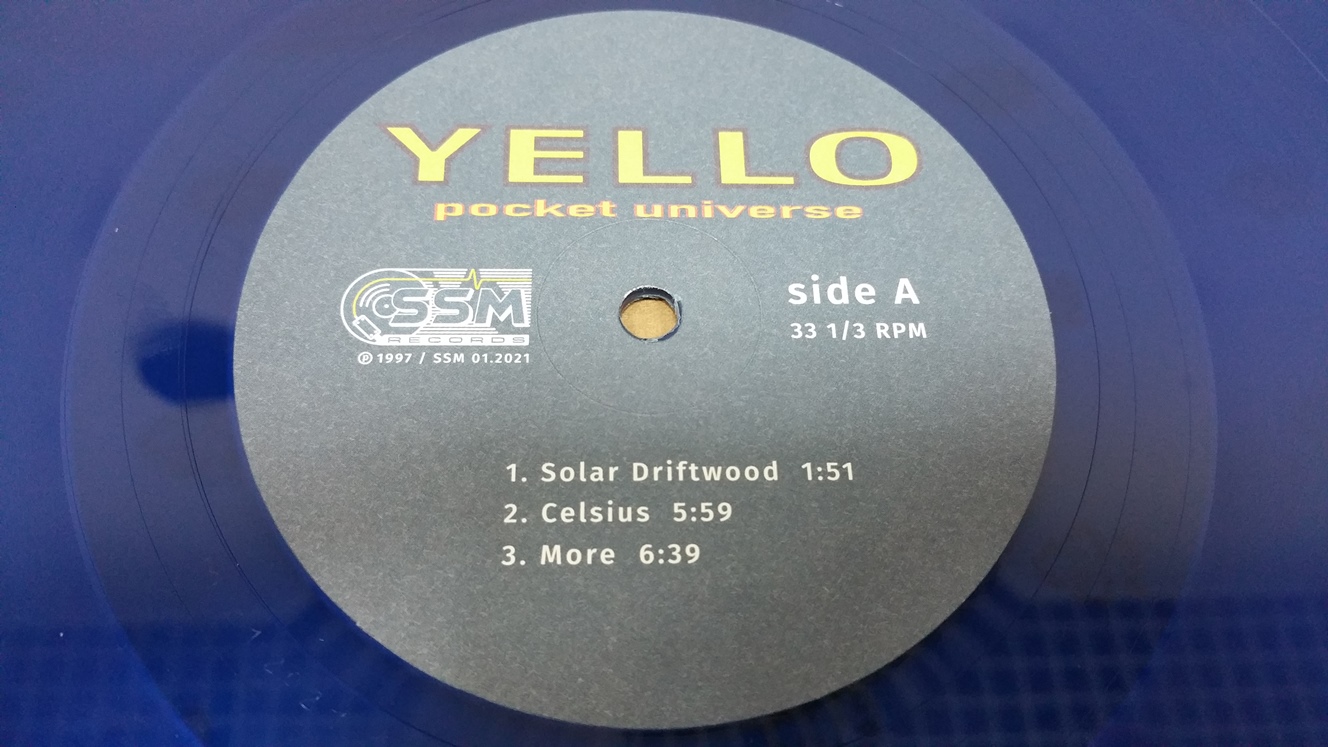 YELLO
pocket universe
SSM
RECORDS
℗ 1997 / SSM 01.2021
side A
33 1/3 RPM
1. Solar Driftwood 1:51
2. Celsius 5:59
3. More 6:39